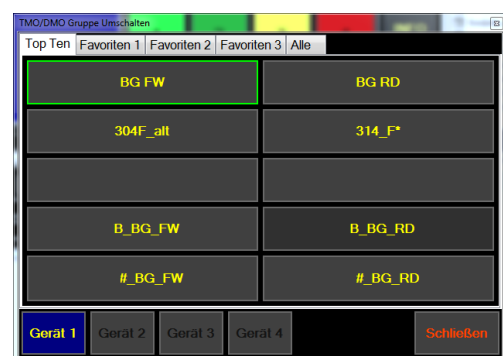 TMO/DMO Gruppe Umschalten
Top Ten Favoriten 1 Favoriten 2 Favoriten 3 Alle
BG FW BG RD
304F_alt 314_F*
B_BG_FW B_BG_RD
#_BG_FW #_BG_RD
Gerät 1 Gerät 2 Gerät 3 Gerät 4 Schließen